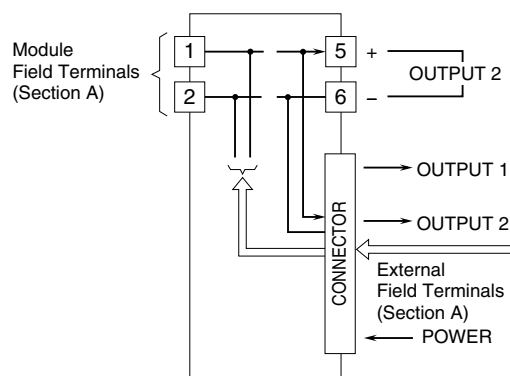 Module
Field Terminals
(Section A)
1
2
5
+
6
–
OUTPUT 2
OUTPUT 1
OUTPUT 2
CONNECTOR
External
Field Terminals
(Section A)
POWER